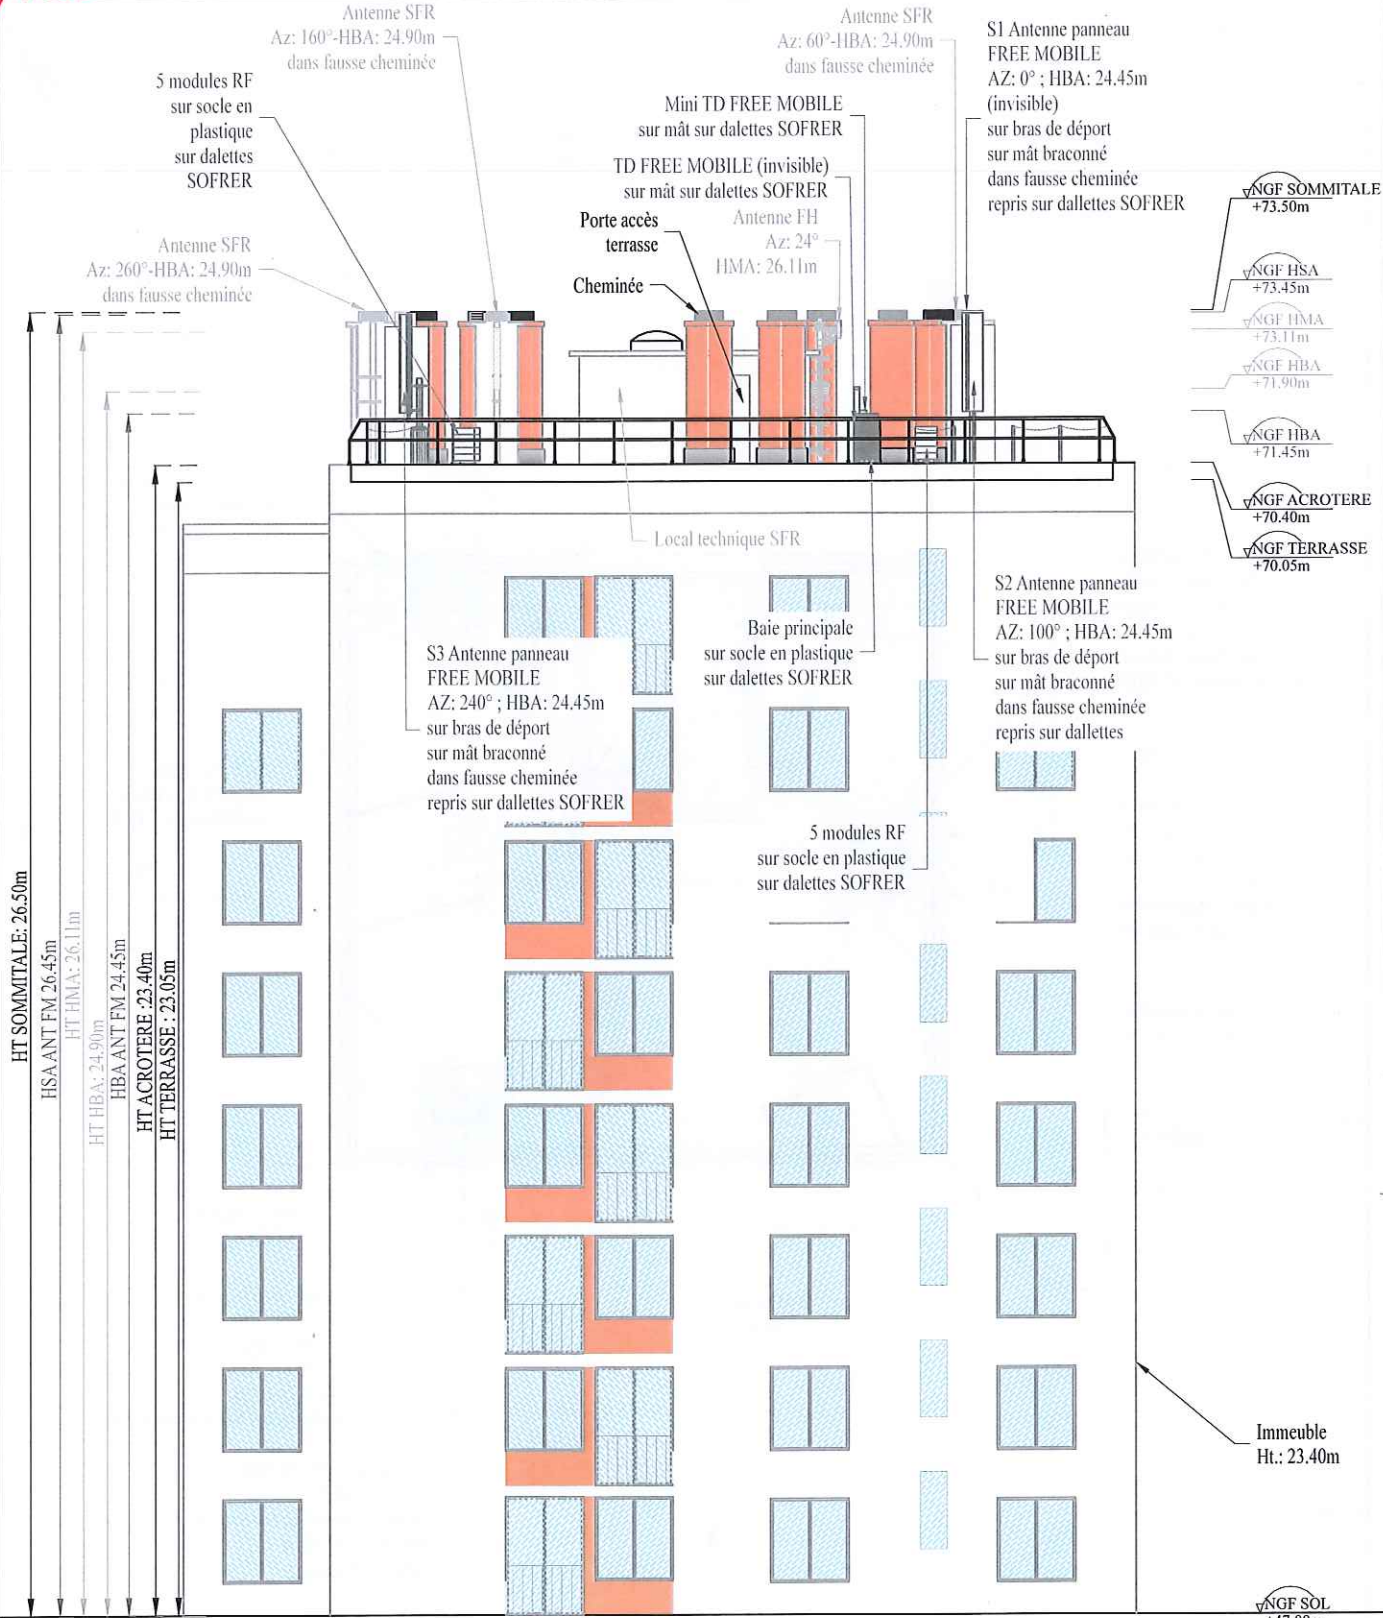 Antenne SFR
Az: 160°-HBA: 24.90m
dans fausse cheminée
Antenne SFR
Az: 60°-HBA: 24.90m
dans fausse cheminée
S1 Antenne panneau
FREE MOBILE
AZ: 0° ; HBA: 24.45m
(invisible)
sur bras de déport
sur mât braconné
dans fausse cheminée
repris sur dallettes SOFRER
5 modules RF
sur socle en
plastique
sur dalettes
SOFRER
Mini TD FREE MOBILE
sur mât sur dalettes SOFRER
TD FREE MOBILE (invisible)
sur mât sur dalettes SOFRER
Porte accès
terrasse
Antenne FH
Az: 24°
HMA: 26.11m
Cheminée
Antenne SFR
Az: 260°-HBA: 24.90m
dans fausse cheminée
NGF SOMMITALE
+73.50m
NGF HSA
+73.45m
NGF HMA
+73.11m
NGF HBA
+71.90m
NGF HBA
+71.45m
NGF ACROTERE
+70.40m
NGF TERRASSE
+70.05m
Local technique SFR
S3 Antenne panneau
FREE MOBILE
AZ: 240° ; HBA: 24.45m
sur bras de déport
sur mât braconné
dans fausse cheminée
repris sur dallettes SOFRER
Baie principale
sur socle en plastique
sur dalettes SOFRER
S2 Antenne panneau
FREE MOBILE
AZ: 100° ; HBA: 24.45m
sur bras de déport
sur mât braconné
dans fausse cheminée
repris sur dallettes
5 modules RF
sur socle en plastique
sur dalettes SOFRER
HT SOMMITALE: 26.50m
HSA ANT FM 26.45m
HT HMA: 26.11m
HT HBA: 24.90m
HBA ANT FM 24.45m
HT ACROTERE :23.40m
HT TERRASSE : 23.05m
Immeuble
Ht.: 23.40m
NGF SOL